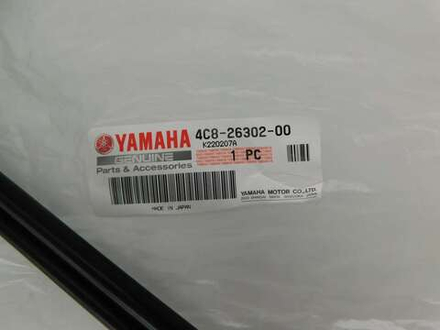 YAMAHA 4C8-26302-00
GENUINE K220207A
Parts & Accessories 1 PC
MADE IN JAPAN
YAMAHA MOTOR CO., LTD.